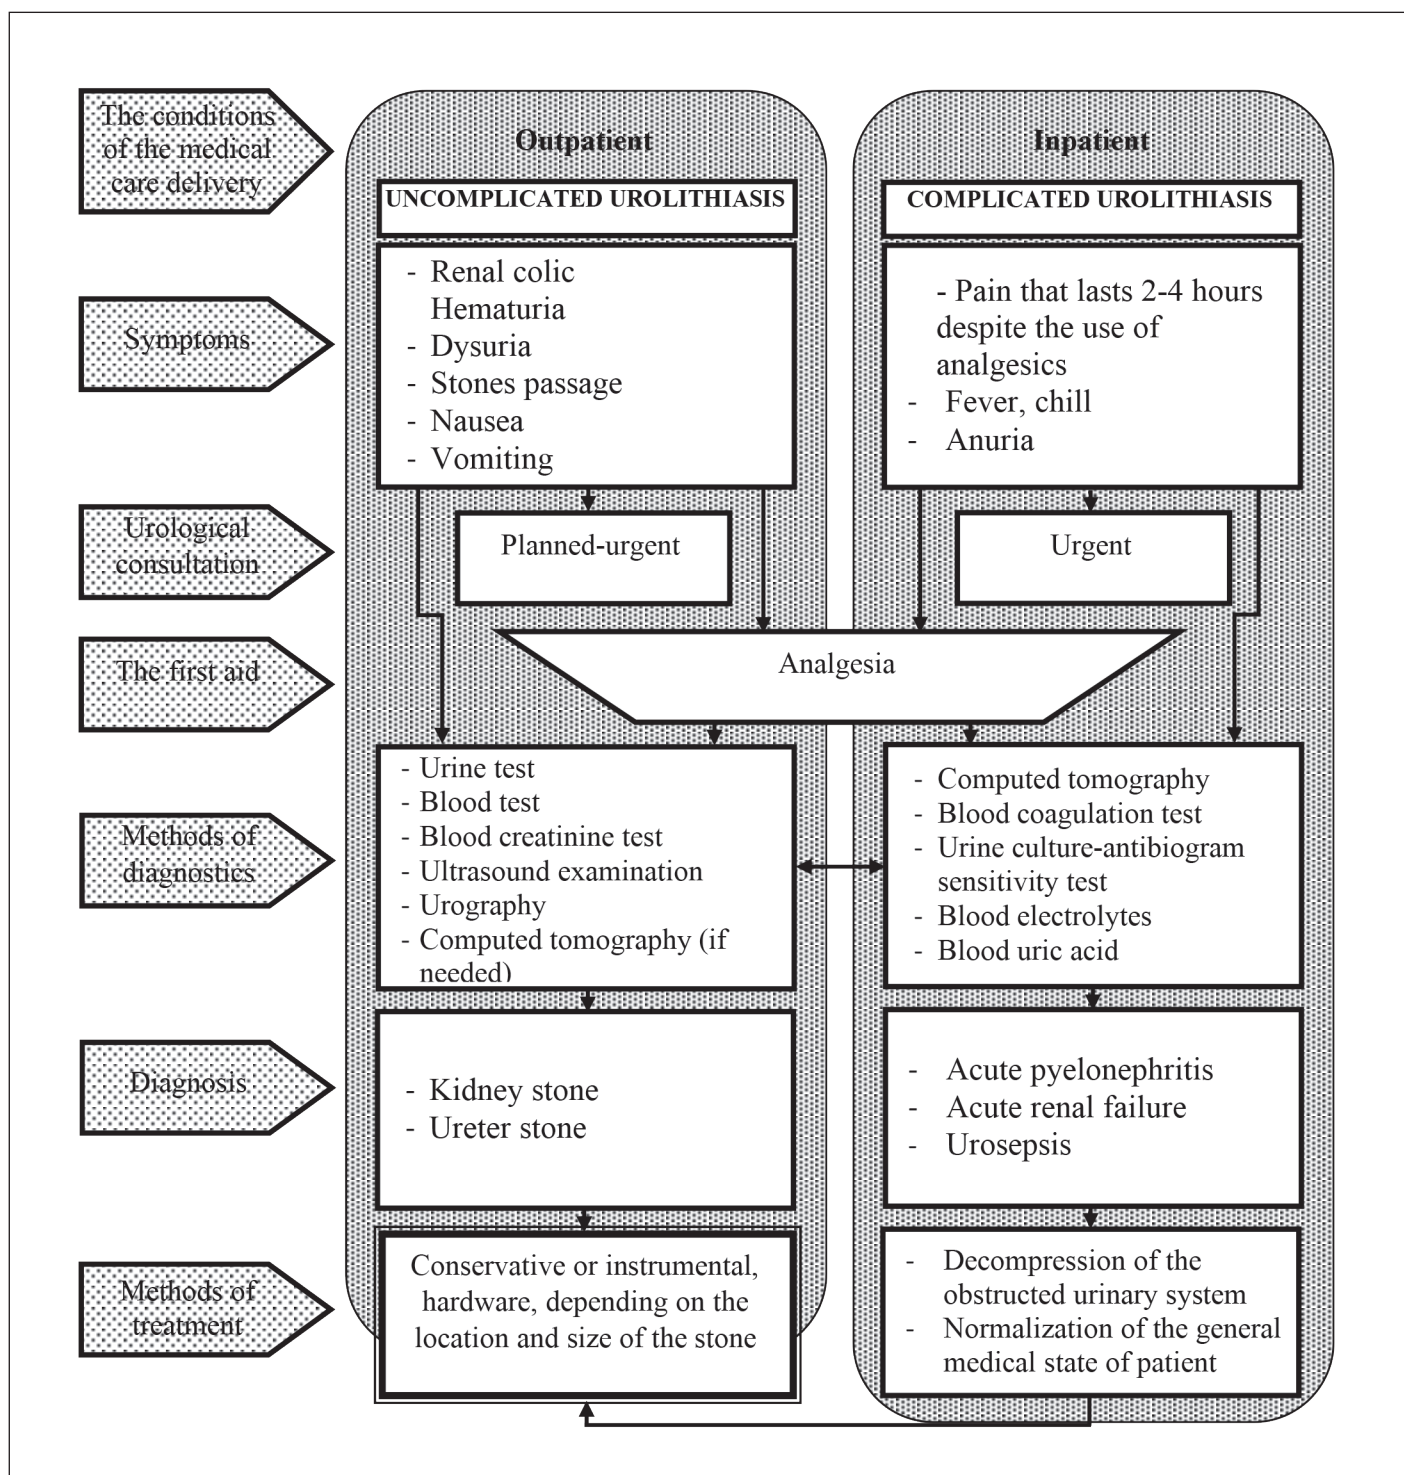 The conditions
of the medical
care delivery
Outpatient
Inpatient
UNCOMPLICATED UROLITHIASIS
COMPLICATED UROLITHIASIS
Symptoms
- Renal colic
Hematuria
- Dysuria
- Stones passage
- Nausea
- Vomiting
- Pain that lasts 2-4 hours
despite the use of
analgesics
- Fever, chill
- Anuria
Urological
consultation
Planned-urgent
Urgent
The first aid
Analgesia
Methods of
diagnostics
- Urine test
- Blood test
- Blood creatinine test
- Ultrasound examination
- Urography
- Computed tomography (if
needed)
- Computed tomography
- Blood coagulation test
- Urine culture-antibiogram
sensitivity test
- Blood electrolytes
- Blood uric acid
Diagnosis
- Kidney stone
- Ureter stone
- Acute pyelonephritis
- Acute renal failure
- Urosepsis
Methods of
treatment
Conservative or instrumental,
hardware, depending on the
location and size of the stone
- Decompression of the
obstructed urinary system
- Normalization of the general
medical state of patient